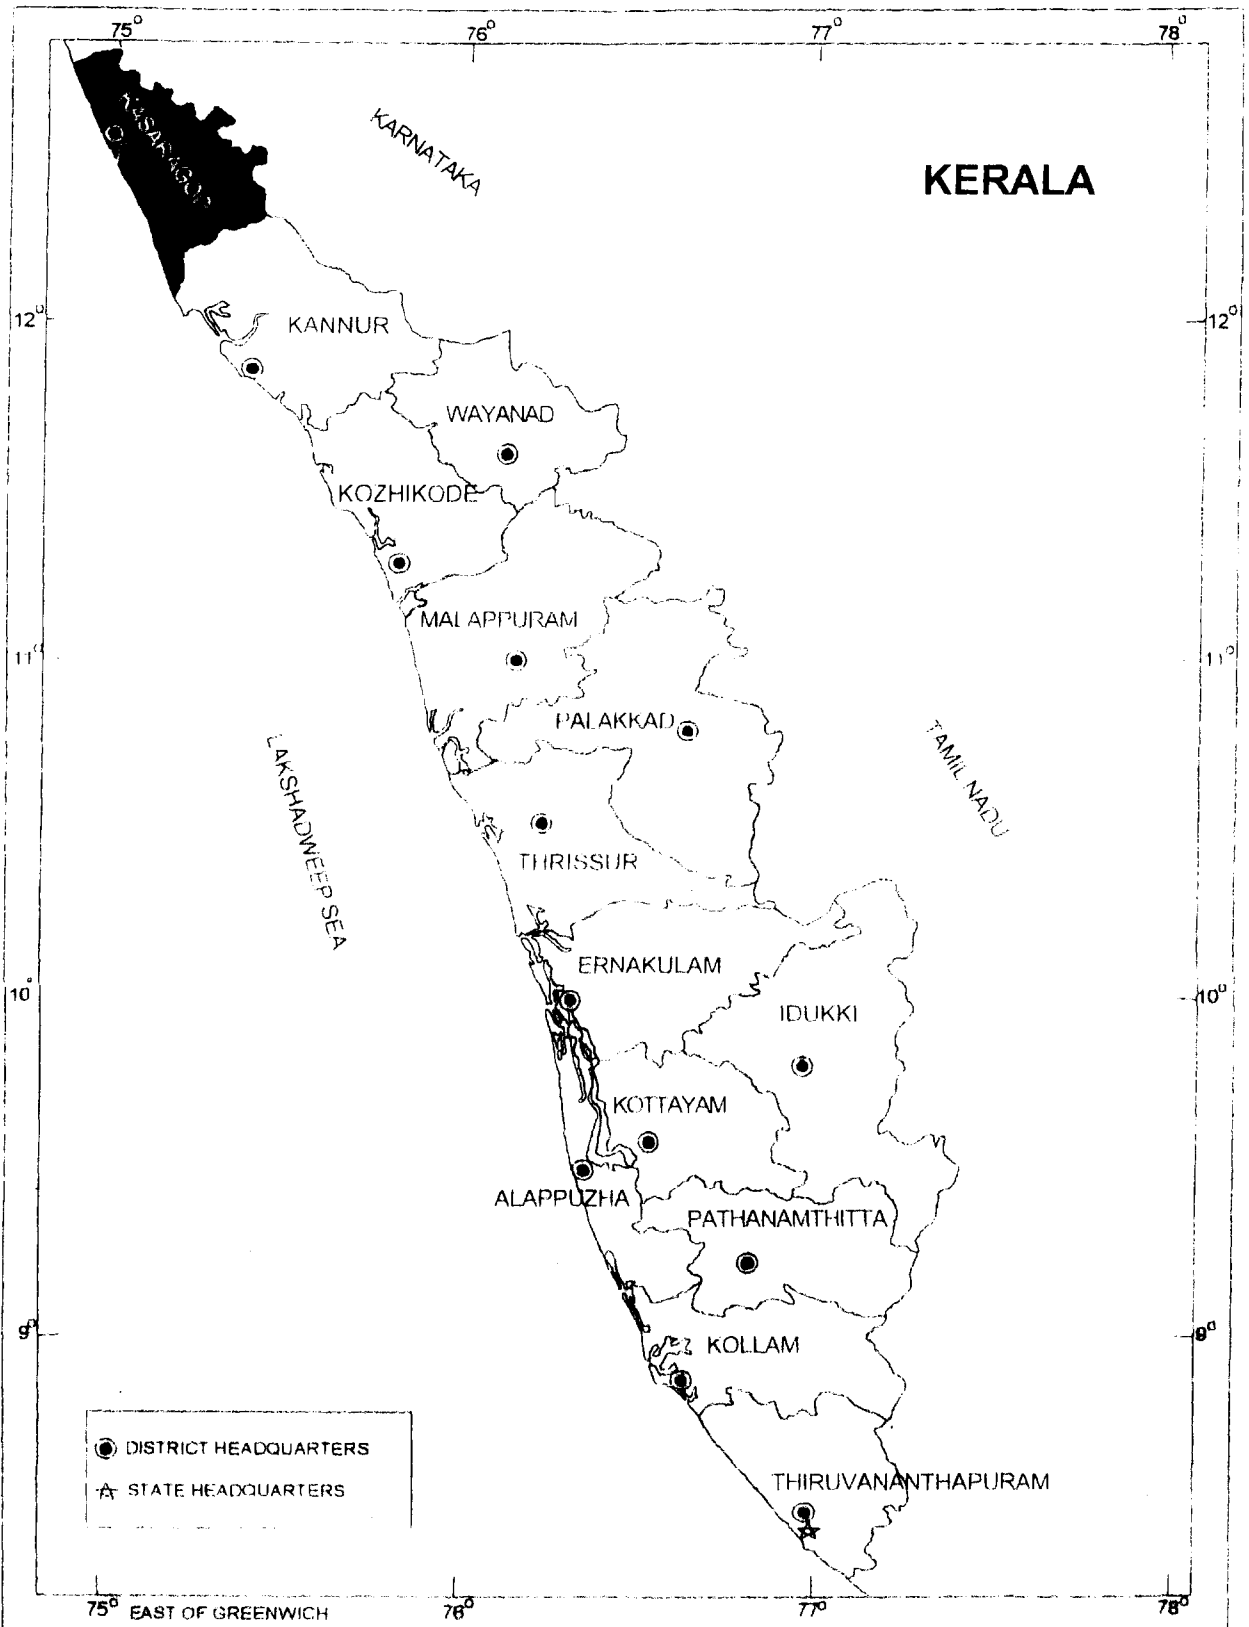 75° 76° 77° 78°
KARNATAKA
KERALA
KASARAGOD
12° 12°
KANNUR
WAYANAD
KOZHIKODE
MALAPPURAM
11° 11°
PALAKKAD
LAKSHADWEEP SEA
TAMIL NADU
THRISSUR
ERNAKULAM
10° 10°
IDUKKI
KOTTAYAM
ALAPPUZHA
PATHANAMTHITTA
9° 9°
KOLLAM
DISTRICT HEADQUARTERS
STATE HEADQUARTERS
THIRUVANANTHAPURAM
75° 76° 77° 78°
EAST OF GREENWICH